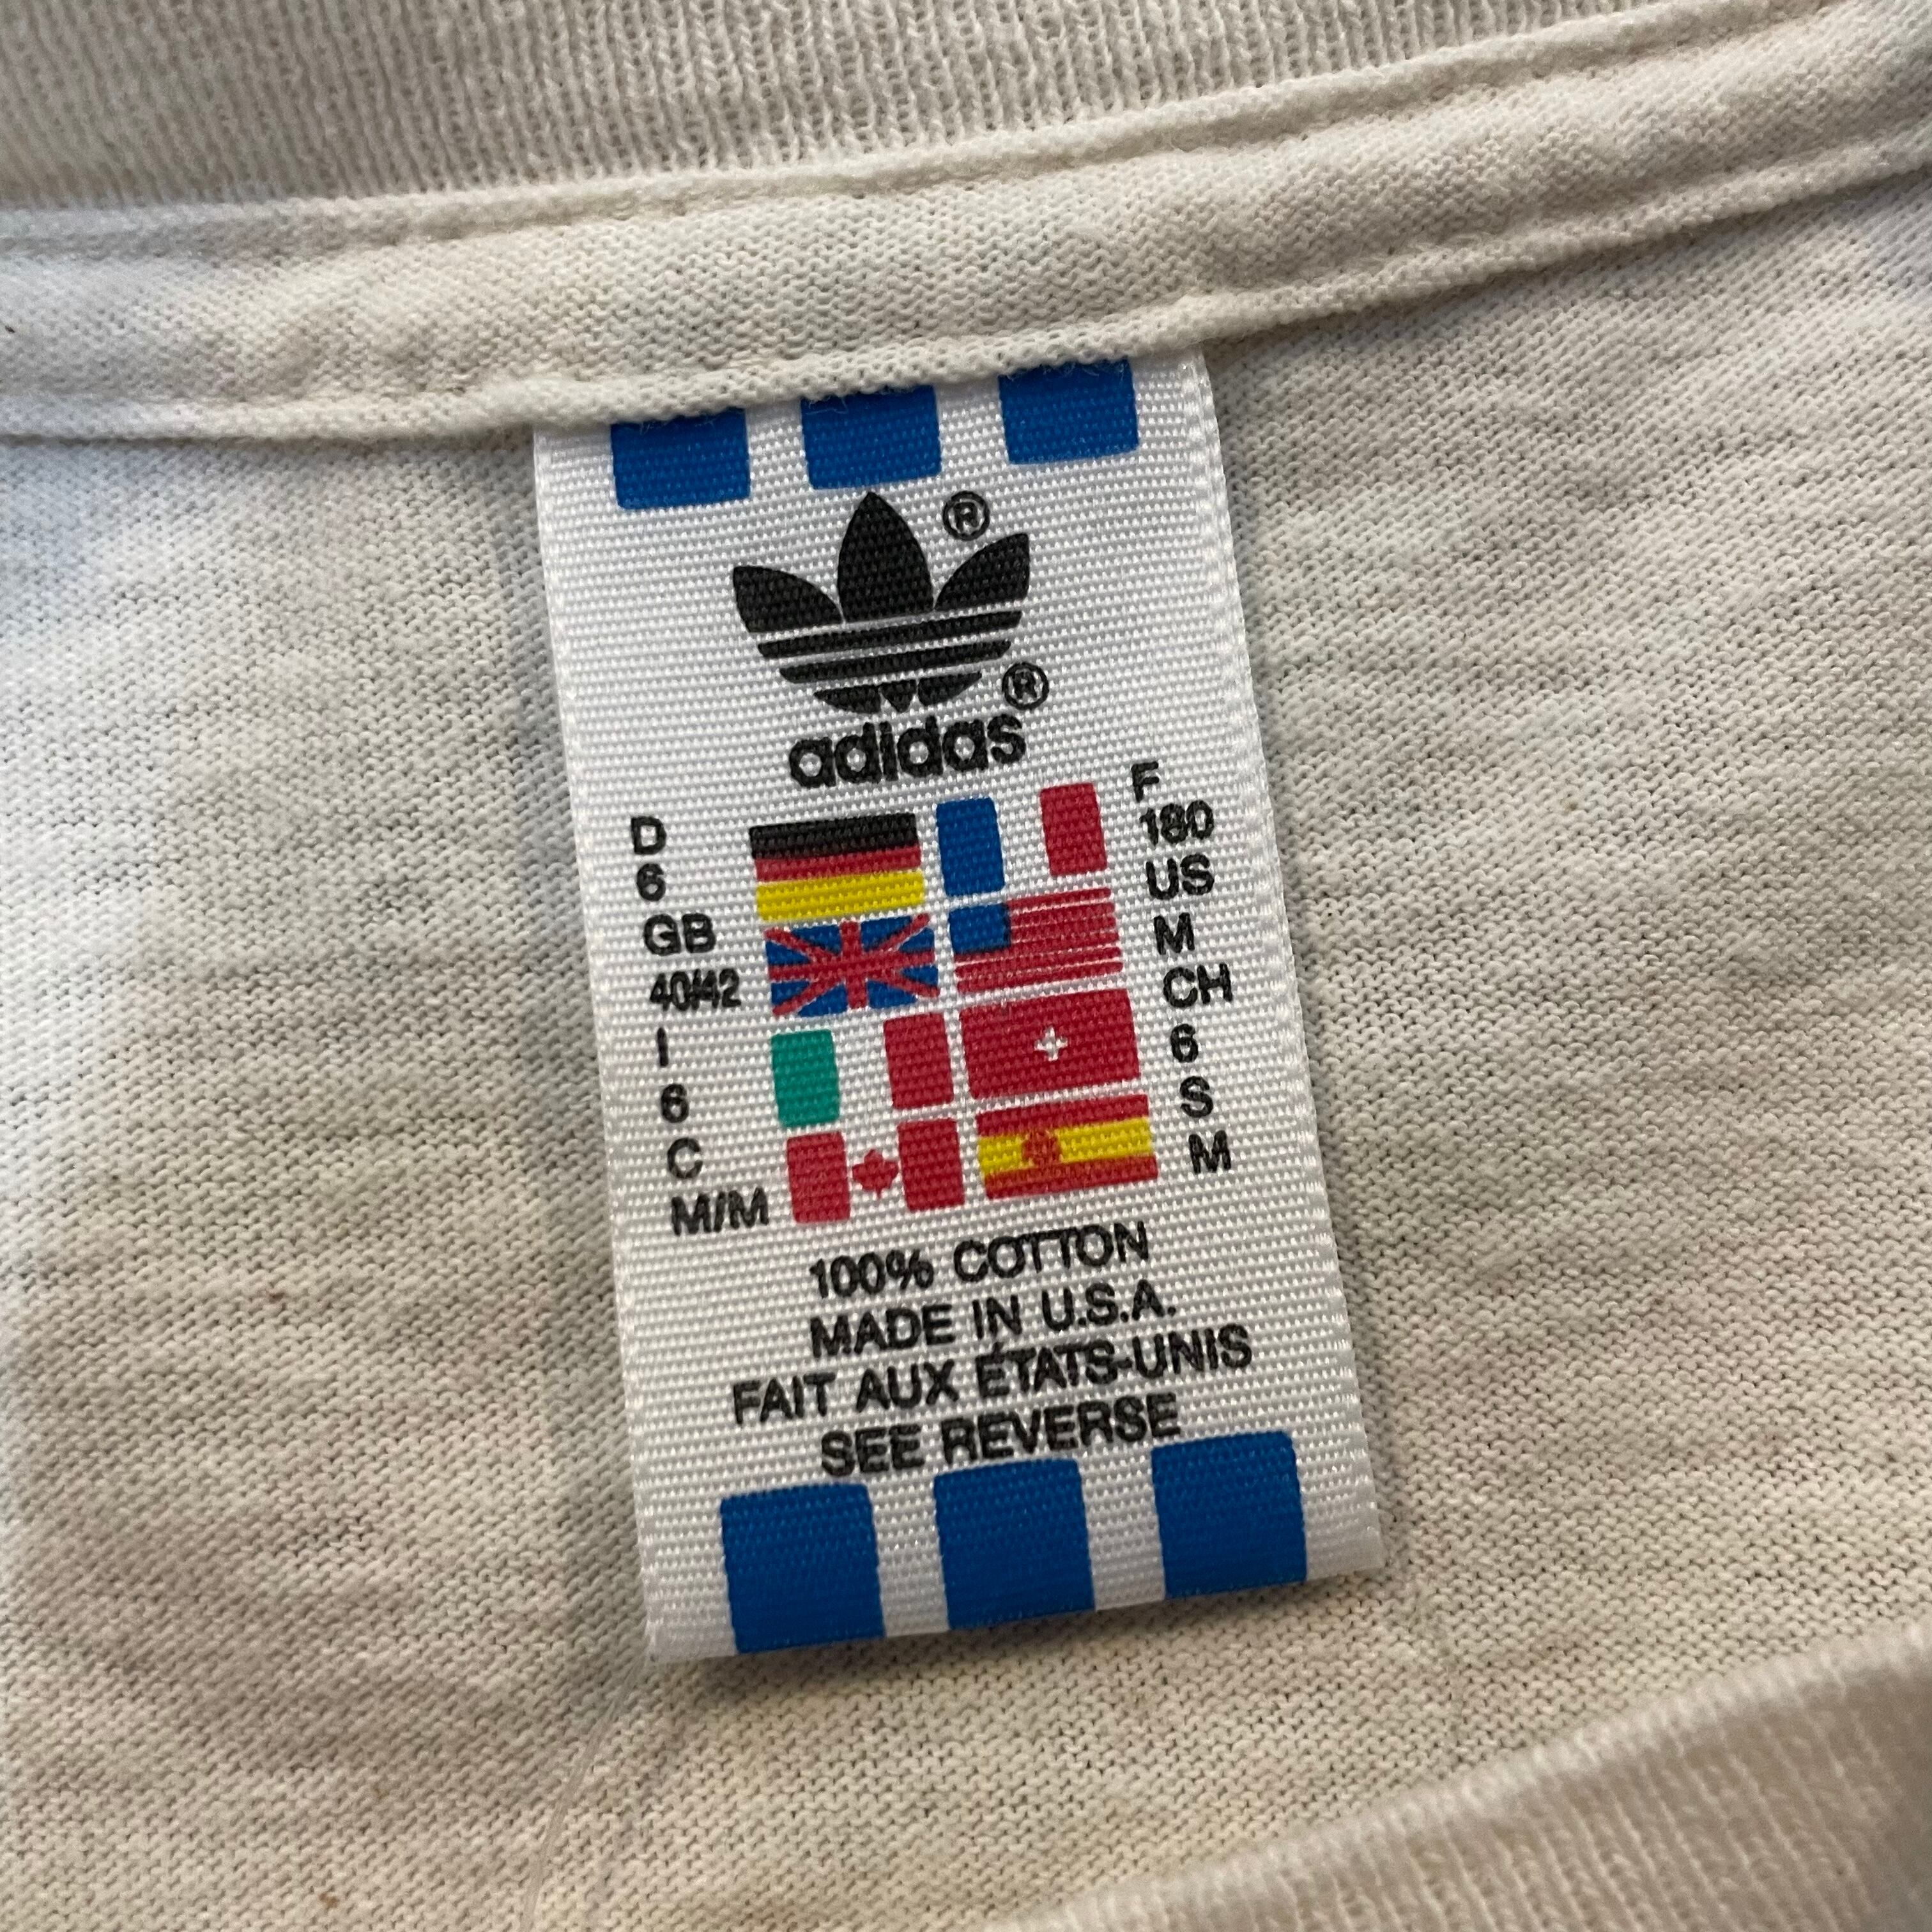 ®
®
adidas
D
6
GB
40/42
I
6
C
M/M
F
180
US
M
CH
6
S
M
100% COTTON
MADE IN U.S.A.
FAIT AUX ÉTATS-UNIS
SEE REVERSE